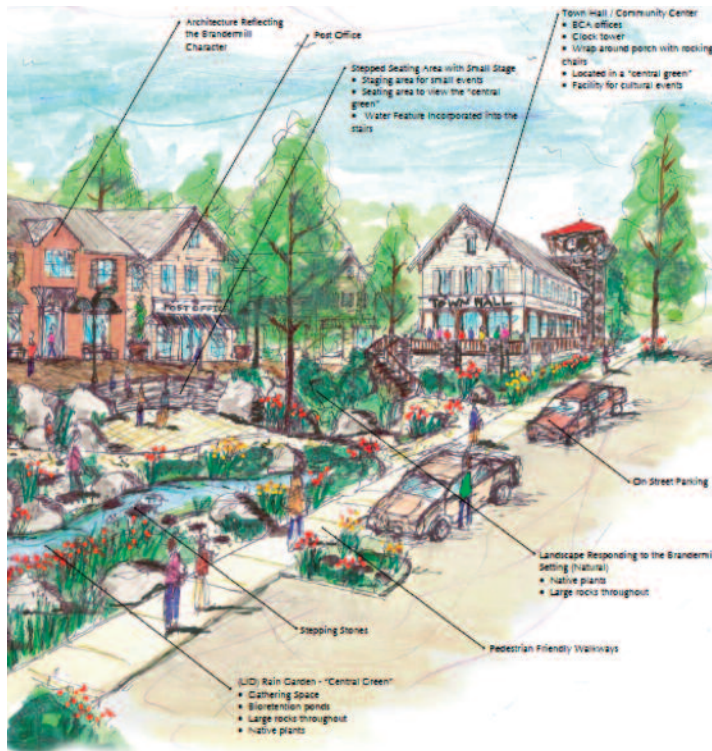 Architecture Reflecting
the Brandermill
Character
Post Office
Stepped Seating Area with Small Stage
• Staging area for small events
• Seating area to view the "central
green"
• Water Feature incorporated into the
stairs
Town Hall / Community Center
• BCA offices
• Clock tower
• Wrap around porch with rocking
chairs
• Located in a "central green"
• Facility for cultural events
POST OFFIC
TOWN HALL
On Street Parking
Landscape Responding to the Brandermi
Setting (Natural)
• Native plants
• Large rocks throughout
Stepping Stones
Pedestrian Friendly Walkways
(LID) Rain Garden - "Central Green"
• Gathering Space
• Bioretention ponds
• Large rocks throughout
• Native plants